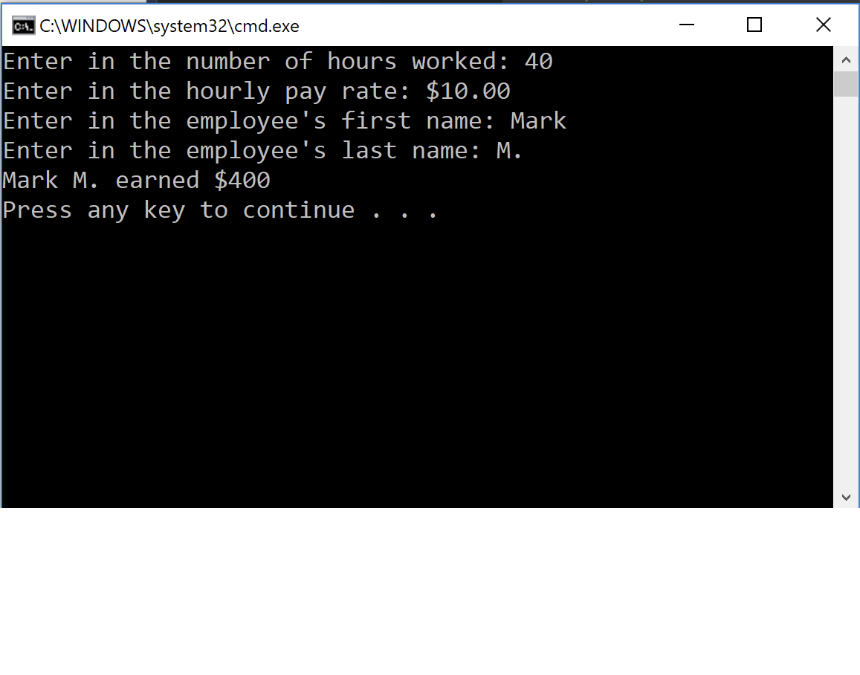 C:\WINDOWS\system32\cmd.exe
Enter in the number of hours worked: 40
Enter in the hourly pay rate: $10.00
Enter in the employee's first name: Mark
Enter in the employee's last name: M.
Mark M. earned $400
Press any key to continue . . .